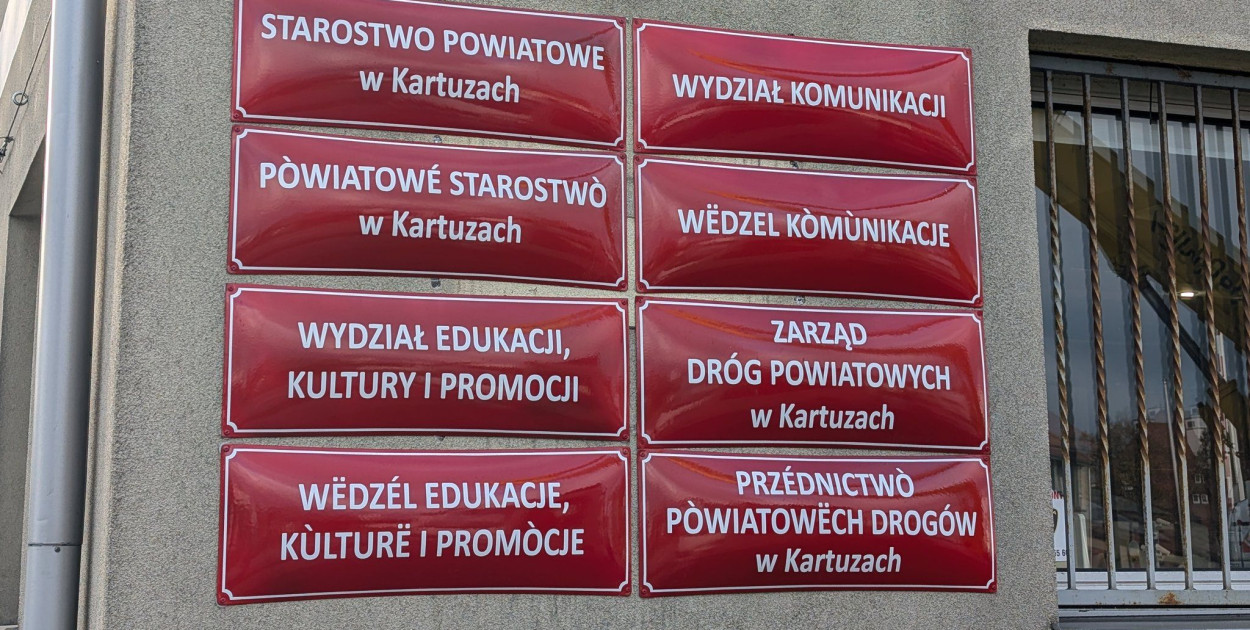 STAROSTWO POWIATOWE
w Kartuzach
PÒWIATOWÉ STAROSTWÒ
w Kartuzach
WYDZIAŁ EDUKACJI,
KULTURY I PROMOCJI
WËDZÉL EDUKACJE,
KÙLTURË I PROMÒCJE
WYDZIAŁ KOMUNIKACJI
WËDZEL KÒMÙNIKACJE
ZARZĄD
DRÓG POWIATOWYCH
w Kartuzach
PRZÉDNICTWÒ
PÒWIATOWËCH DROGÓW
w Kartuzach